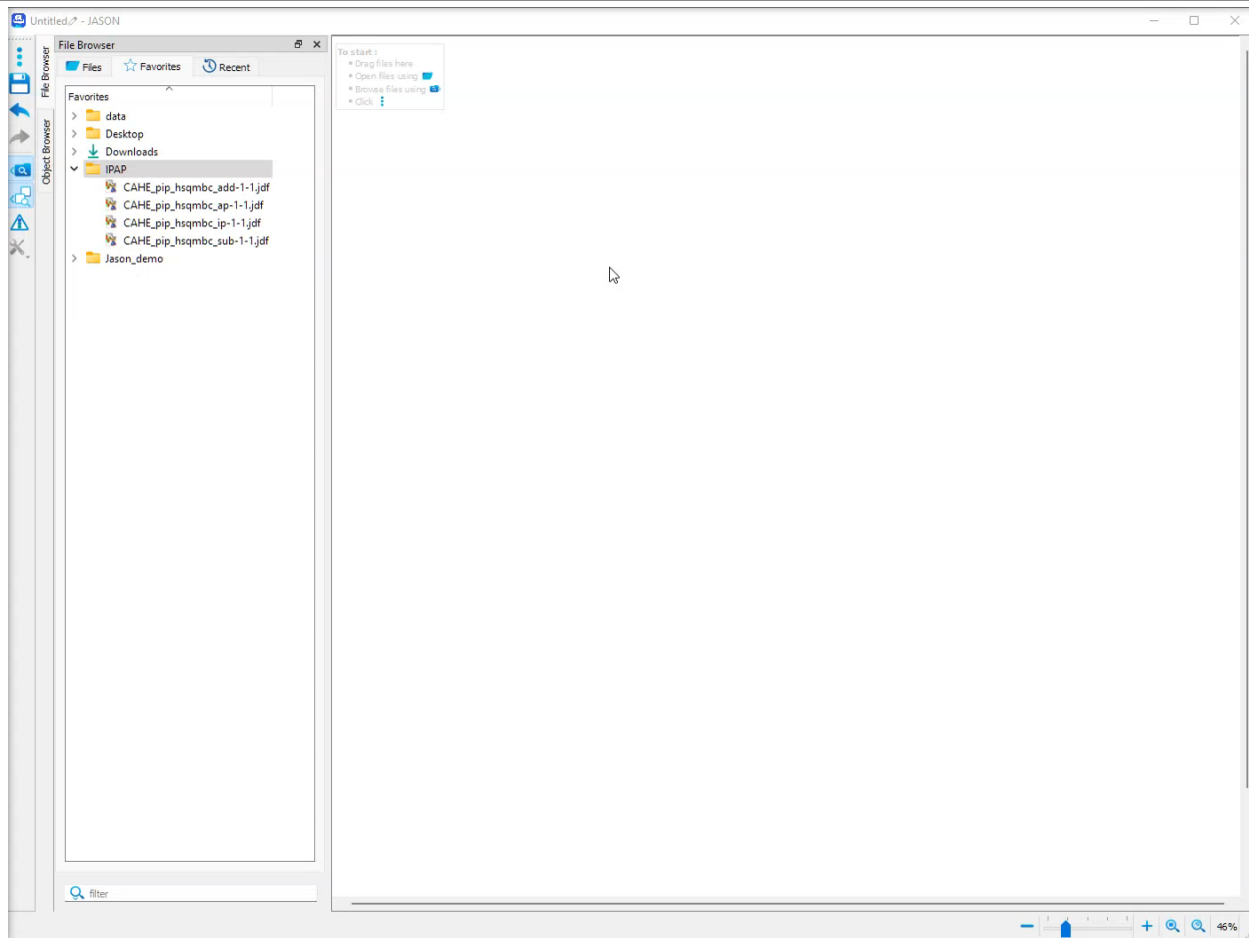 Untitled - JASON
File Browser
Files
Favorites
Recent
File Browser
Object Browser
Favorites
data
Desktop
Downloads
IPAP
CAHE_pip_hsqmbc_add-1-1.jdf
CAHE_pip_hsqmbc_ap-1-1.jdf
CAHE_pip_hsqmbc_ip-1-1.jdf
CAHE_pip_hsqmbc_sub-1-1.jdf
Jason_demo
filter
To start :
• Drag files here
• Open files using
• Browse files using
• Click
46%